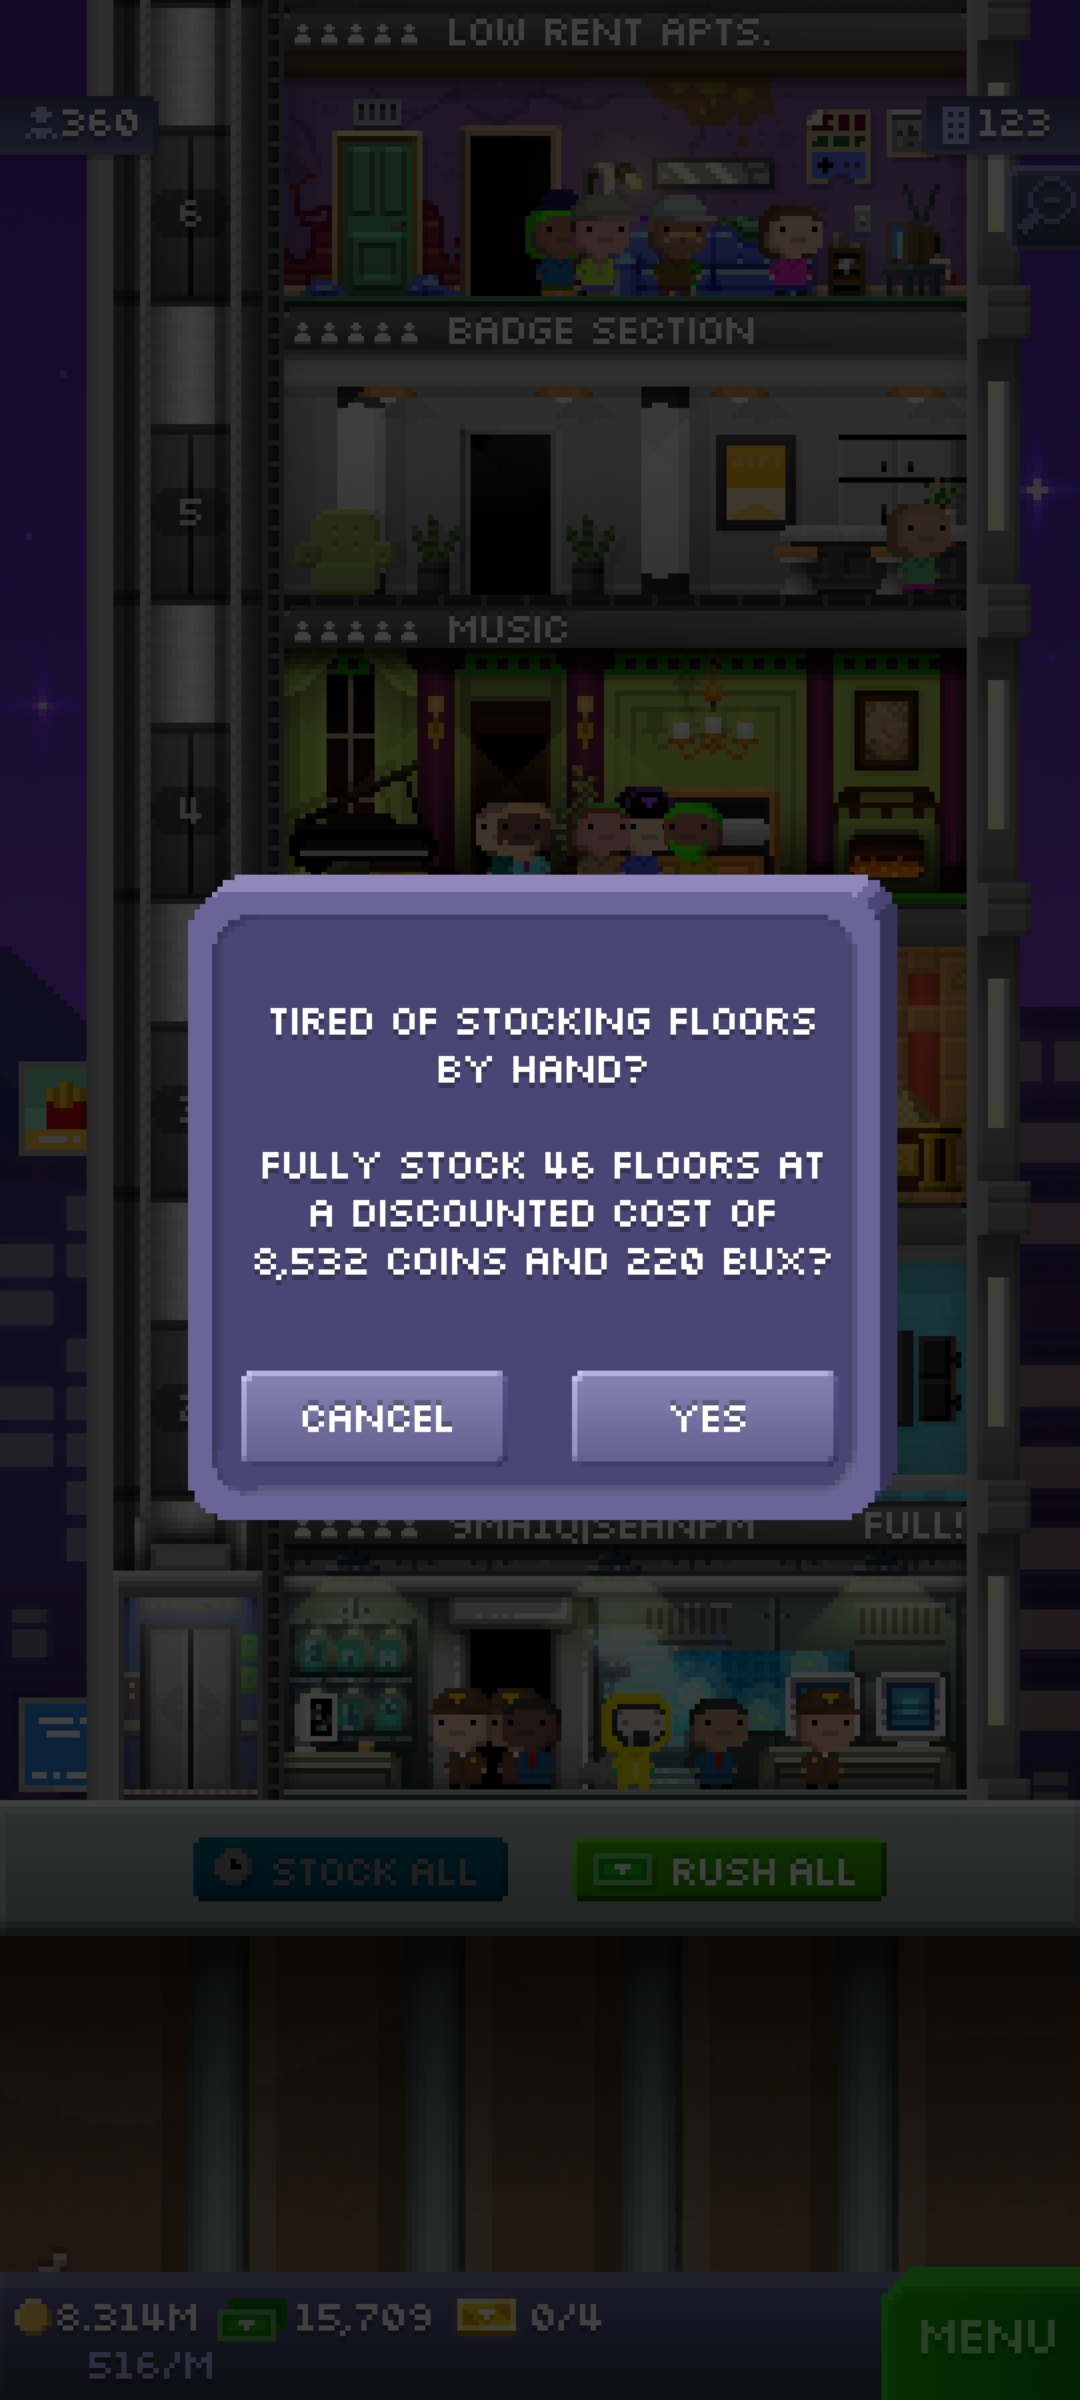 LOW RENT APTS.
360
123
6
BADGE SECTION
5
MUSIC
4
TIRED OF STOCKING FLOORS
BY HAND?
FULLY STOCK 46 FLOORS AT
A DISCOUNTED COST OF
8,532 COINS AND 220 BUX?
CANCEL
YES
FULL!
STOCK ALL
RUSH ALL
8.314M
15,709
0/4
516/M
MENU